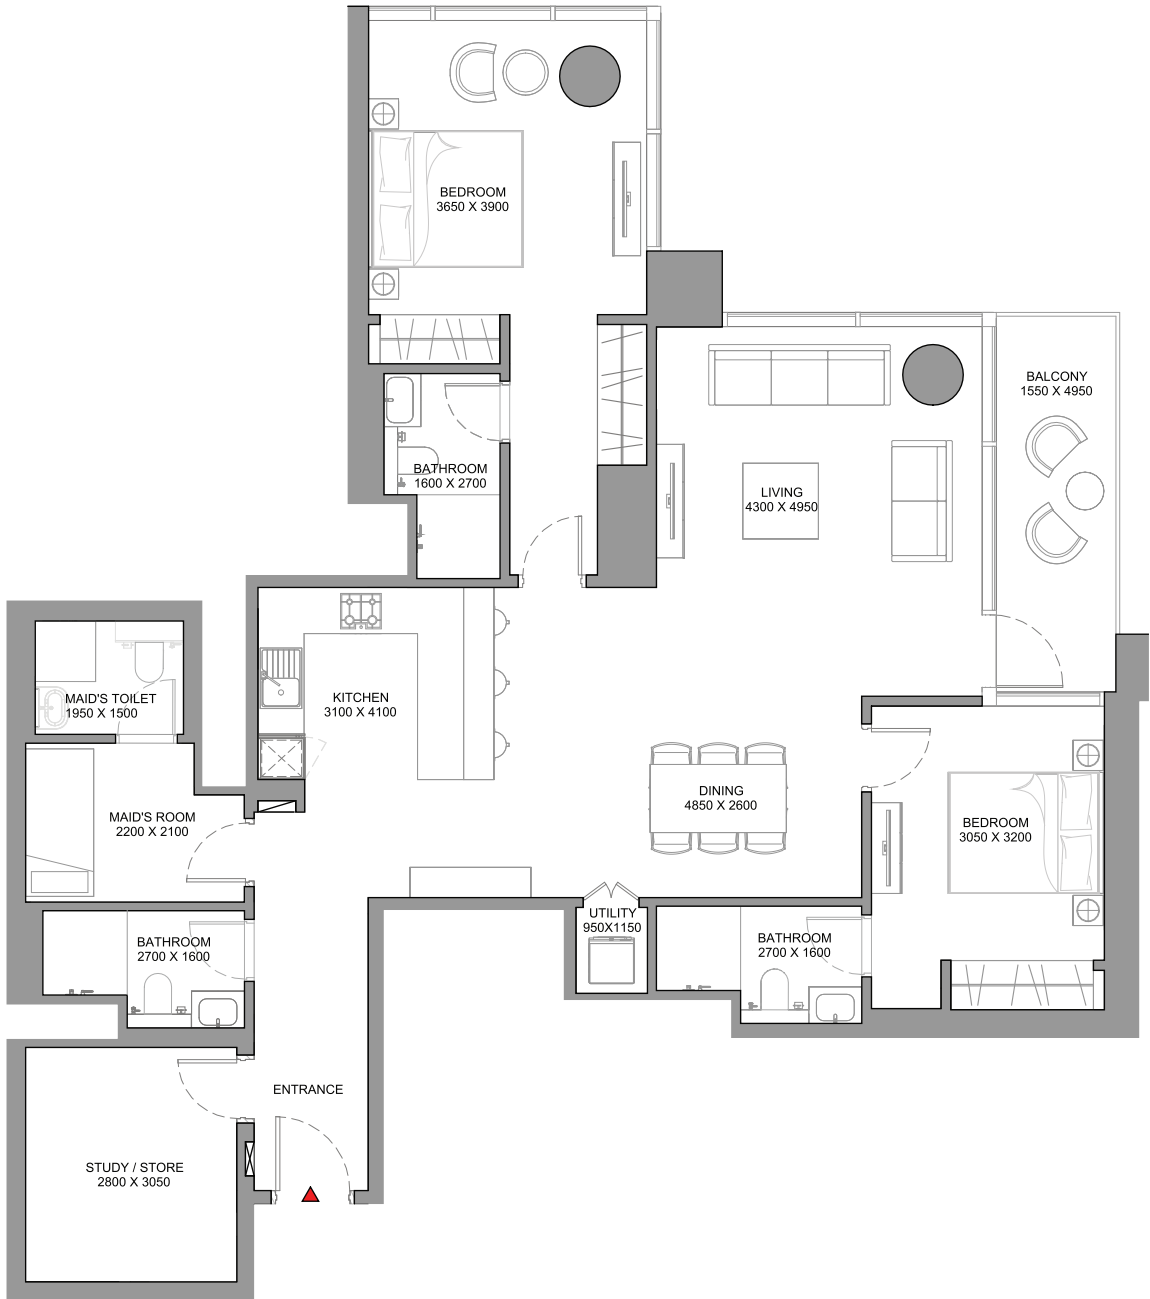 BEDROOM
3650 X 3900
BALCONY
1550 X 4950
BATHROOM
1600 X 2700
LIVING
4300 X 4950
MAID'S TOILET
1950 X 1500
KITCHEN
3100 X 4100
DINING
4850 X 2600
MAID'S ROOM
2200 X 2100
BEDROOM
3050 X 3200
UTILITY
950X1150
BATHROOM
2700 X 1600
BATHROOM
2700 X 1600
ENTRANCE
STUDY / STORE
2800 X 3050